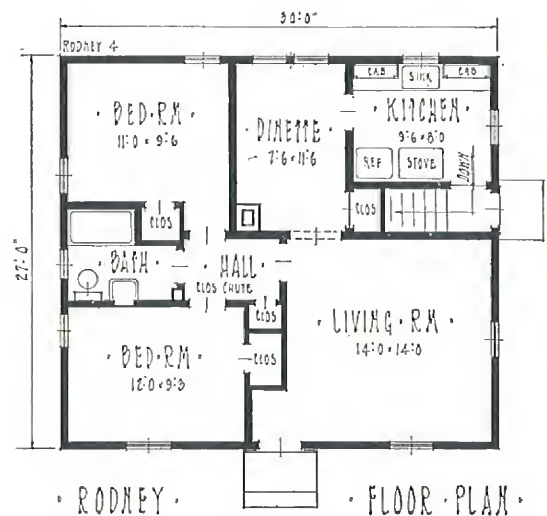 30'-0"
RODNEY 4
CAB
SINK
CAB
· BED·RM ·
11'0 × 9'6
· DINETTE ·
7'6 × 11'6
· KITCHEN ·
9'6 × 8'0
REF
STOVE
DOWN
CLOS
CLOS
27'-0"
· BATH ·
· HALL ·
CLOS CHUTE
CLOS
· LIVING·RM ·
14'0 × 14'0
· BED·RM ·
12'0 × 9'3
CLOS
· RODNEY ·
· FLOOR·PLAN ·